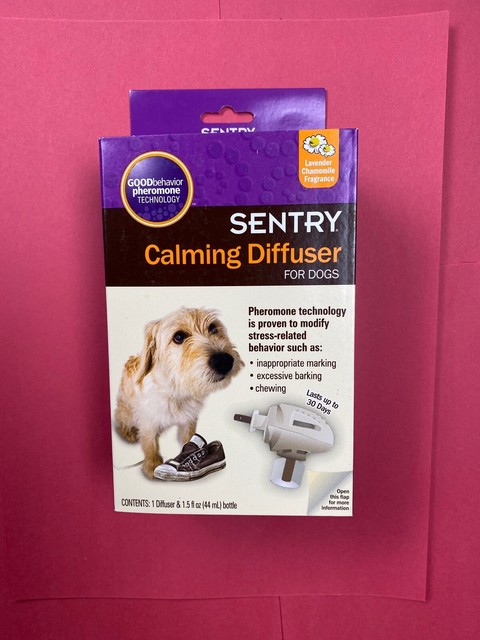 SENTRY
GOODbehavior
pheromone
TECHNOLOGY
Lavender
Chamomile
Fragrance
SENTRY
Calming Diffuser
FOR DOGS
Pheromone technology
is proven to modify
stress-related
behavior such as:
• inappropriate marking
• excessive barking
• chewing
Lasts up to
30 Days
Open
this flap
for more
information
CONTENTS: 1 Diffuser & 1.5 fl oz (44 mL) bottle